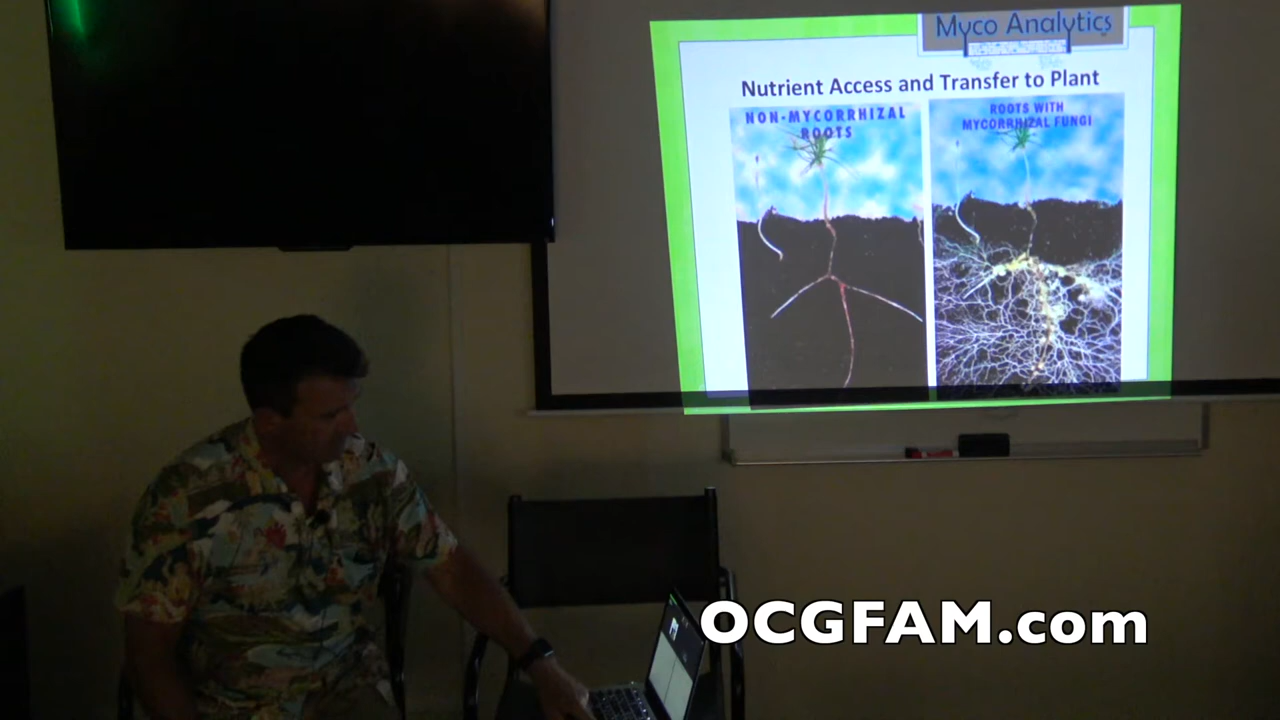 Myco Analytics
Nutrient Access and Transfer to Plant
NON-MYCORRHIZAL
ROOTS
ROOTS WITH
MYCORRHIZAL FUNGI
OCGFAM.com